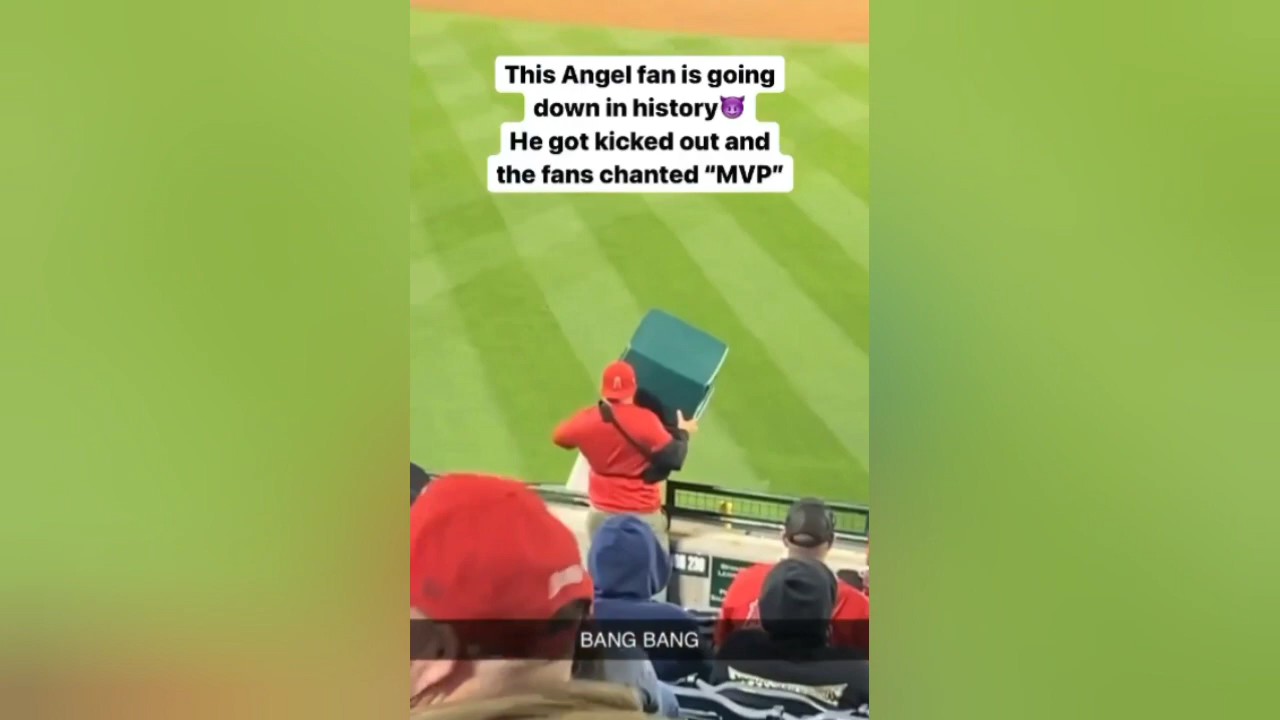 This Angel fan is going
down in history😈
He got kicked out and
the fans chanted “MVP”
A
230
BANG BANG